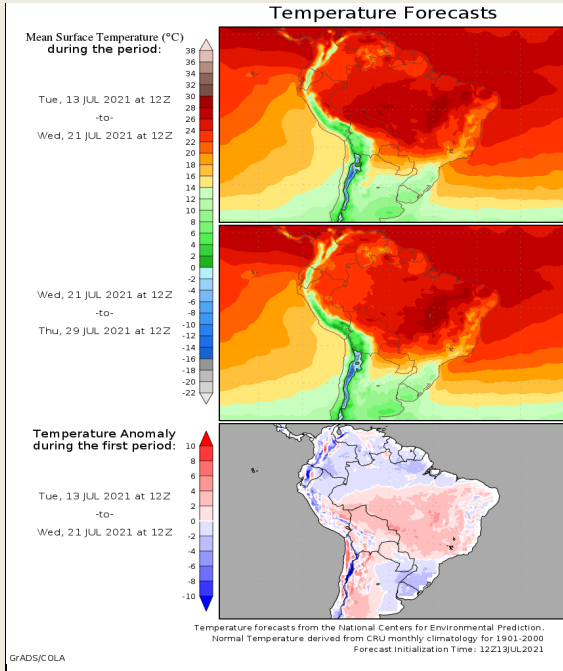 Temperature Forecasts
Mean Surface Temperature (°C)
during the period:
Tue, 13 JUL 2021 at 12Z
-to-
Wed, 21 JUL 2021 at 12Z
38
36
34
32
30
28
26
24
22
20
18
16
14
12
10
8
6
4
2
0
-2
-4
-6
-8
-10
-12
-14
-16
-18
-20
-22
Wed, 21 JUL 2021 at 12Z
-to-
Thu, 29 JUL 2021 at 12Z
Temperature Anomaly
during the first period:
Tue, 13 JUL 2021 at 12Z
-to-
Wed, 21 JUL 2021 at 12Z
10
8
6
4
2
0
-2
-4
-6
-8
-10
Temperature forecasts from the National Centers for Environmental Prediction.
Normal Temperature derived from CRU monthly climatology for 1901-2000
Forecast Initialization Time: 12Z13JUL2021
GrADS/COLA